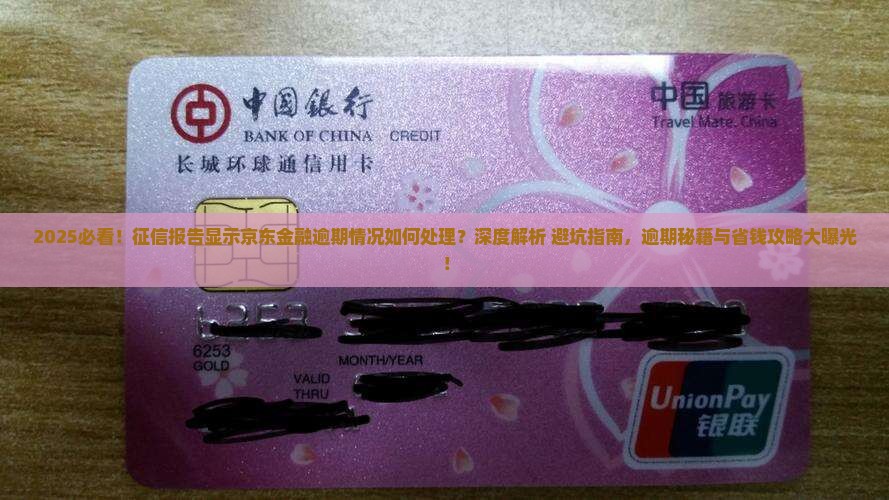 中国银行
BANK OF CHINA CREDIT
长城环球通信用卡
中国 旅游卡
Travel Mate. China
2025必看！征信报告显示京东金融逾期情况如何处理？深度解析 避坑指南，逾期秘籍与省钱攻略大曝光
！
6253
6253
GOLD
MONTH/YEAR
VALID
THRU
UnionPay
银联